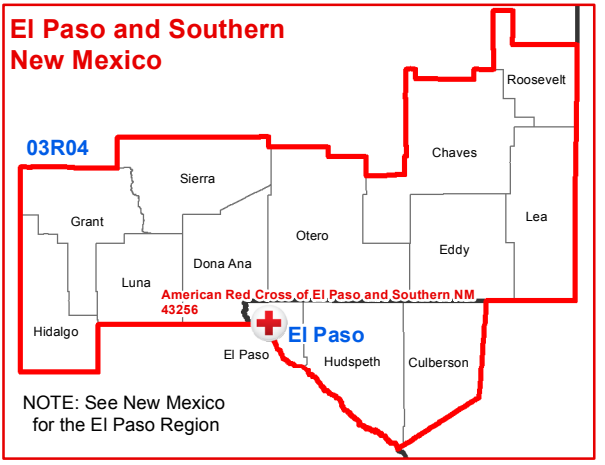 El Paso and Southern
New Mexico
Roosevelt
03R04
Chaves
Sierra
Grant
Lea
Otero
Eddy
Dona Ana
Luna
American Red Cross of El Paso and Southern NM
43256
Hidalgo
El Paso
El Paso
Hudspeth
Culberson
NOTE: See New Mexico
for the El Paso Region